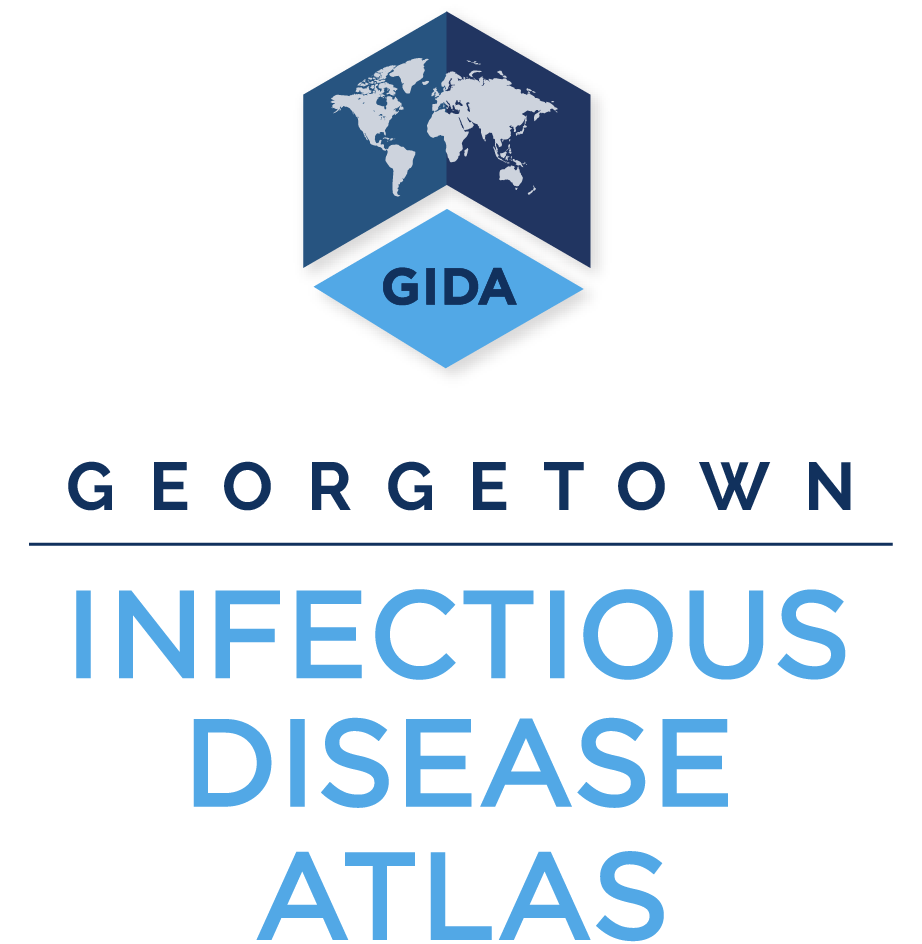 GIDA
GEORGETOWN
INFECTIOUS
DISEASE
ATLAS